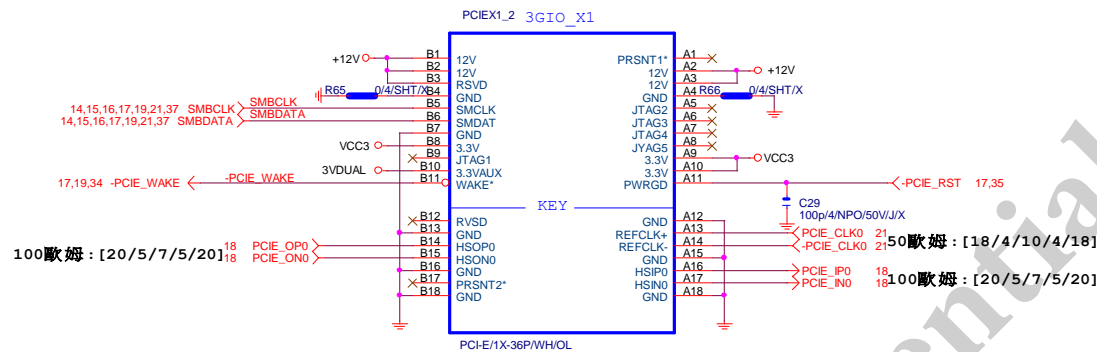 PCIEX1_2 3GIO_X1
+12V B1 12V PRSNT1* A1
B2 12V 12V A2 +12V
B3 RSVD 12V A3
R65 0/4/SHT/X B4 GND GND A4 R66 0/4/SHT/X
14,15,16,17,19,21,37 SMBCLK SMBCLK B5 SMCLK JTAG2 A5
14,15,16,17,19,21,37 SMBDATA SMBDATA B6 SMDAT JTAG3 A6
B7 GND JTAG4 A7
VCC3 B8 3.3V JYAG5 A8
B9 JTAG1 3.3V A9 VCC3
3VDUAL B10 3.3VAUX 3.3V A10
17,19,34 -PCIE_WAKE -PCIE_WAKE B11 WAKE* PWRGD A11 -PCIE_RST 17,35
KEY
C29
100p/4/NPO/50V/J/X
B12 RVSD GND A12
B13 GND REFCLK+ A13 PCIE_CLK0 21
100歐姆:[20/5/7/5/20] 18 PCIE_OP0 B14 HSOP0 REFCLK- A14 -PCIE_CLK0 21 50歐姆:[18/4/10/4/18]
18 PCIE_ON0 B15 HSON0 GND A15
B16 GND HSIP0 A16 PCIE_IP0 18
B17 PRSNT2* HSIN0 A17 PCIE_IN0 18 100歐姆:[20/5/7/5/20]
B18 GND GND A18
PCI-E/1X-36P/WH/OL
ential